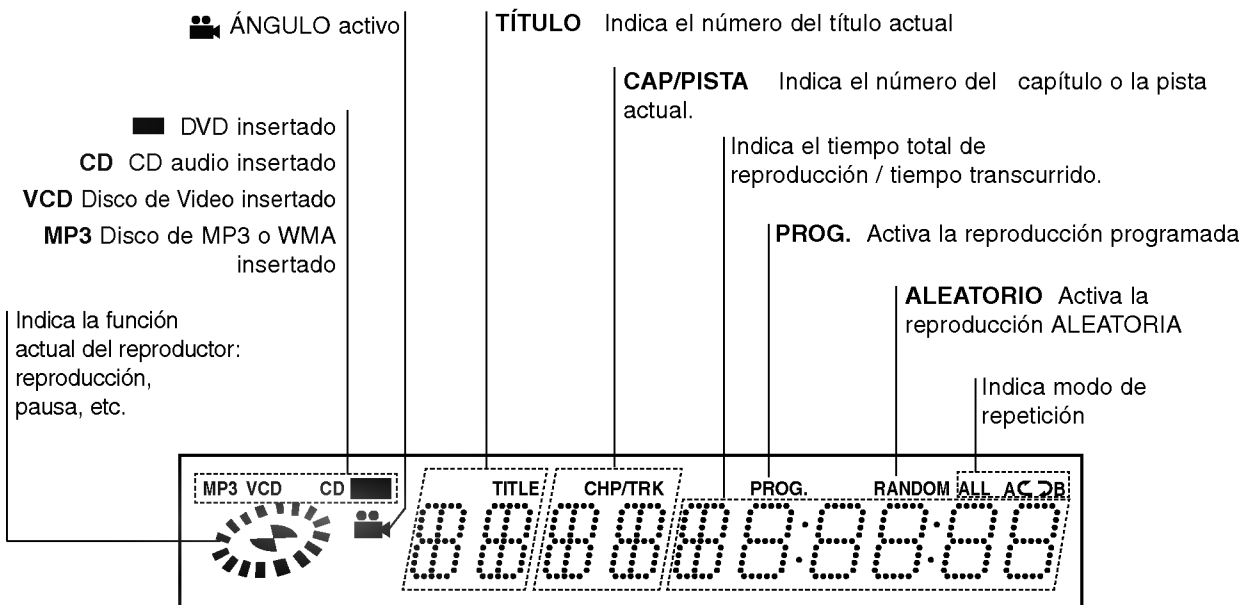 ÁNGULO activo
TÍTULO Indica el número del título actual
CAP/PISTA Indica el número del capítulo o la pista
actual.
DVD insertado
CD CD audio insertado
VCD Disco de Video insertado
MP3 Disco de MP3 o WMA
insertado
Indica el tiempo total de
reproducción / tiempo transcurrido.
PROG. Activa la reproducción programada
ALEATORIO Activa la
reproducción ALEATORIA
Indica la función
actual del reproductor:
reproducción,
pausa, etc.
Indica modo de
repetición
MP3 VCD CD TITLE CHP/TRK PROG. RANDOM ALL A B